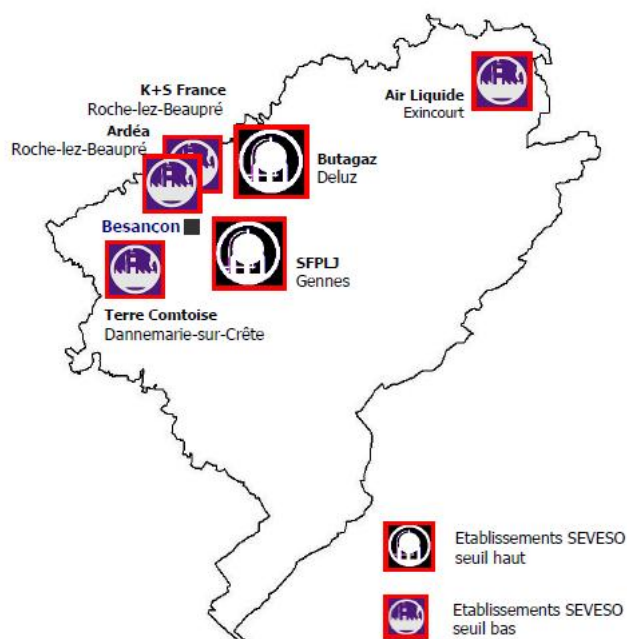 K+S France
Roche-lez-Beaupré
Ardéa
Roche-lez-Beaupré
Air Liquide
Exincourt
Butagaz
Deluz
Besançon
SFPLJ
Gennes
Terre Comtoise
Dannemarie-sur-Crête
Etablissements SEVESO
seuil haut
Etablissements SEVESO
seuil bas